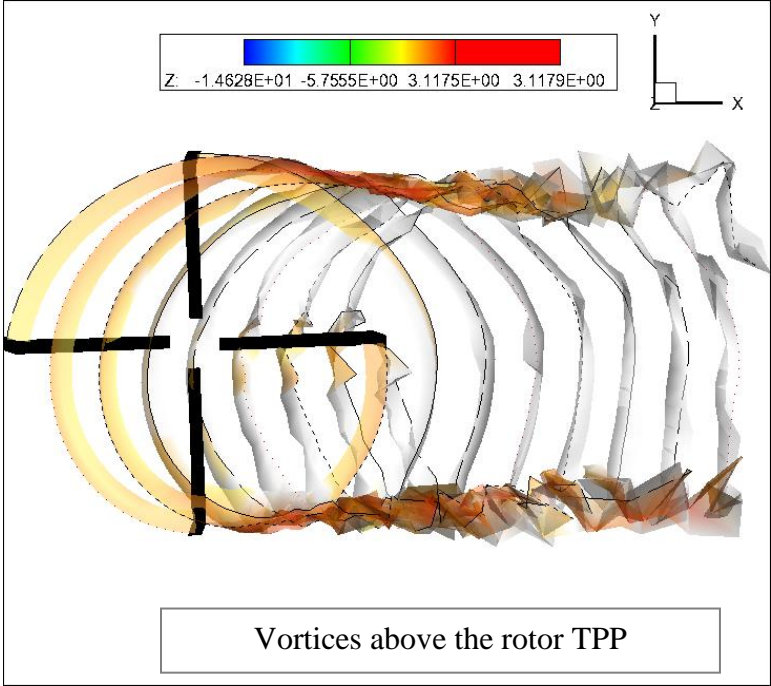 Y
Z: -1.4628E+01 -5.7555E+00 3.1175E+00 3.1179E+00
Z X
Vortices above the rotor TPP